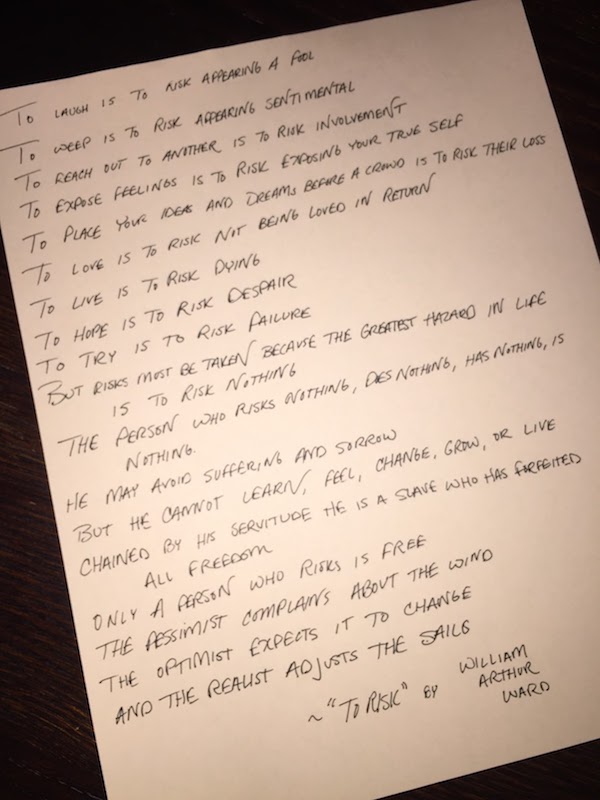 TO LAUGH IS TO RISK APPEARING A FOOL
TO WEEP IS TO RISK APPEARING SENTIMENTAL
TO REACH OUT TO ANOTHER IS TO RISK INVOLVEMENT
TO EXPOSE FEELINGS IS TO RISK EXPOSING YOUR TRUE SELF
TO PLACE YOUR IDEAS AND DREAMS BEFORE A CROWD IS TO RISK THEIR LOSS
TO LOVE IS TO RISK NOT BEING LOVED IN RETURN
TO LIVE IS TO RISK DYING
TO HOPE IS TO RISK DESPAIR
TO TRY IS TO RISK FAILURE
BUT RISKS MUST BE TAKEN BECAUSE THE GREATEST HAZARD IN LIFE
IS TO RISK NOTHING
THE PERSON WHO RISKS NOTHING, DOES NOTHING, HAS NOTHING, IS
NOTHING.
HE MAY AVOID SUFFERING AND SORROW
BUT HE CANNOT LEARN, FEEL, CHANGE, GROW, OR LIVE
CHAINED BY HIS SERVITUDE HE IS A SLAVE WHO HAS FORFEITED
ALL FREEDOM
ONLY A PERSON WHO RISKS IS FREE
THE PESSIMIST COMPLAINS ABOUT THE WIND
THE OPTIMIST EXPECTS IT TO CHANGE
AND THE REALIST ADJUSTS THE SAILS
~ "TO RISK" BY WILLIAM
ARTHUR
WARD